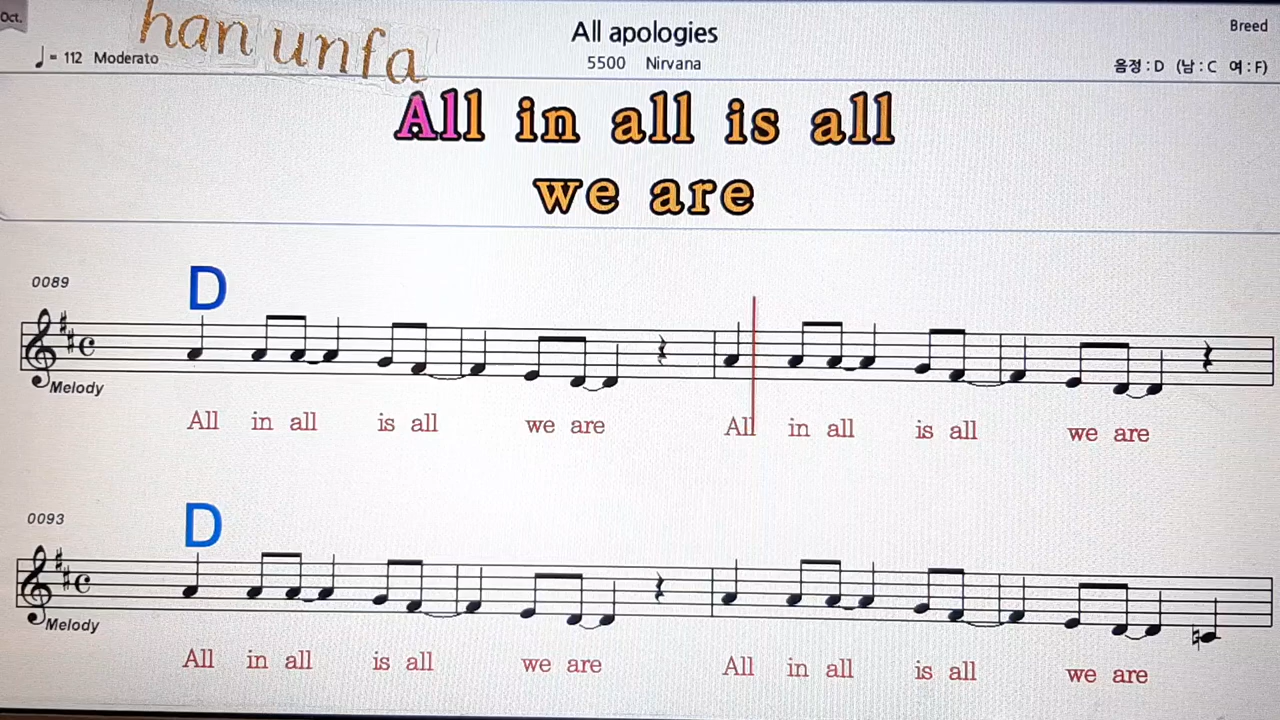 Oct.
han unfa
All apologies
Breed
♩ = 112 Moderato
5500 Nirvana
음정 : D (남 : C 여 : F)
All in all is all
we are
0089
D
Melody
All in all is all we are All in all is all we are
0093
D
Melody
All in all is all we are All in all is all we are